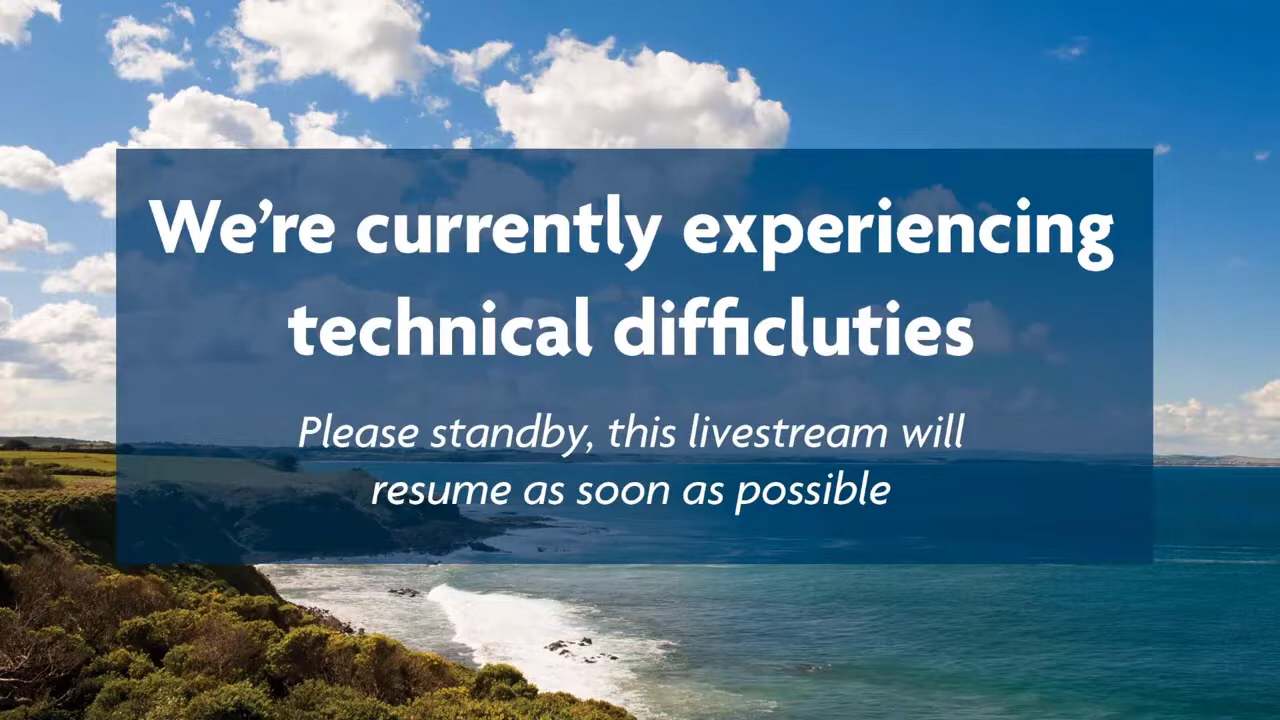 We’re currently experiencing
technical difficluties
Please standby, this livestream will
resume as soon as possible